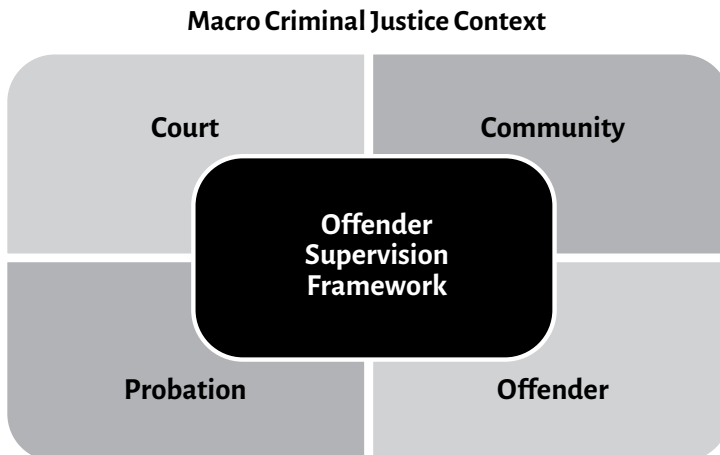 Macro Criminal Justice Context
Court
Community
Offender
Supervision
Framework
Probation
Offender